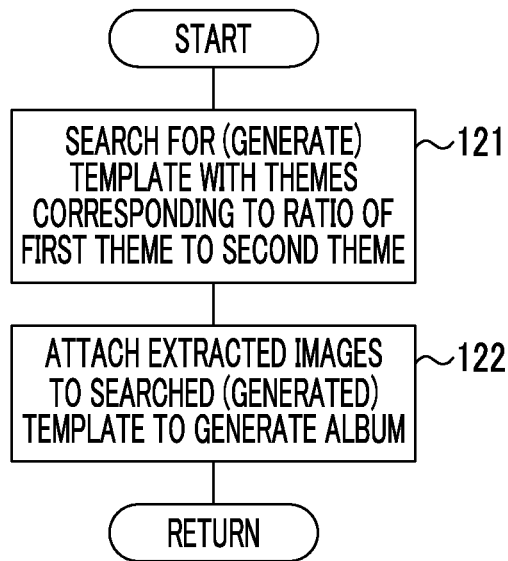 START
SEARCH FOR (GENERATE)
TEMPLATE WITH THEMES
CORRESPONDING TO RATIO OF
FIRST THEME TO SECOND THEME
121
ATTACH EXTRACTED IMAGES
TO SEARCHED (GENERATED)
TEMPLATE TO GENERATE ALBUM
122
RETURN